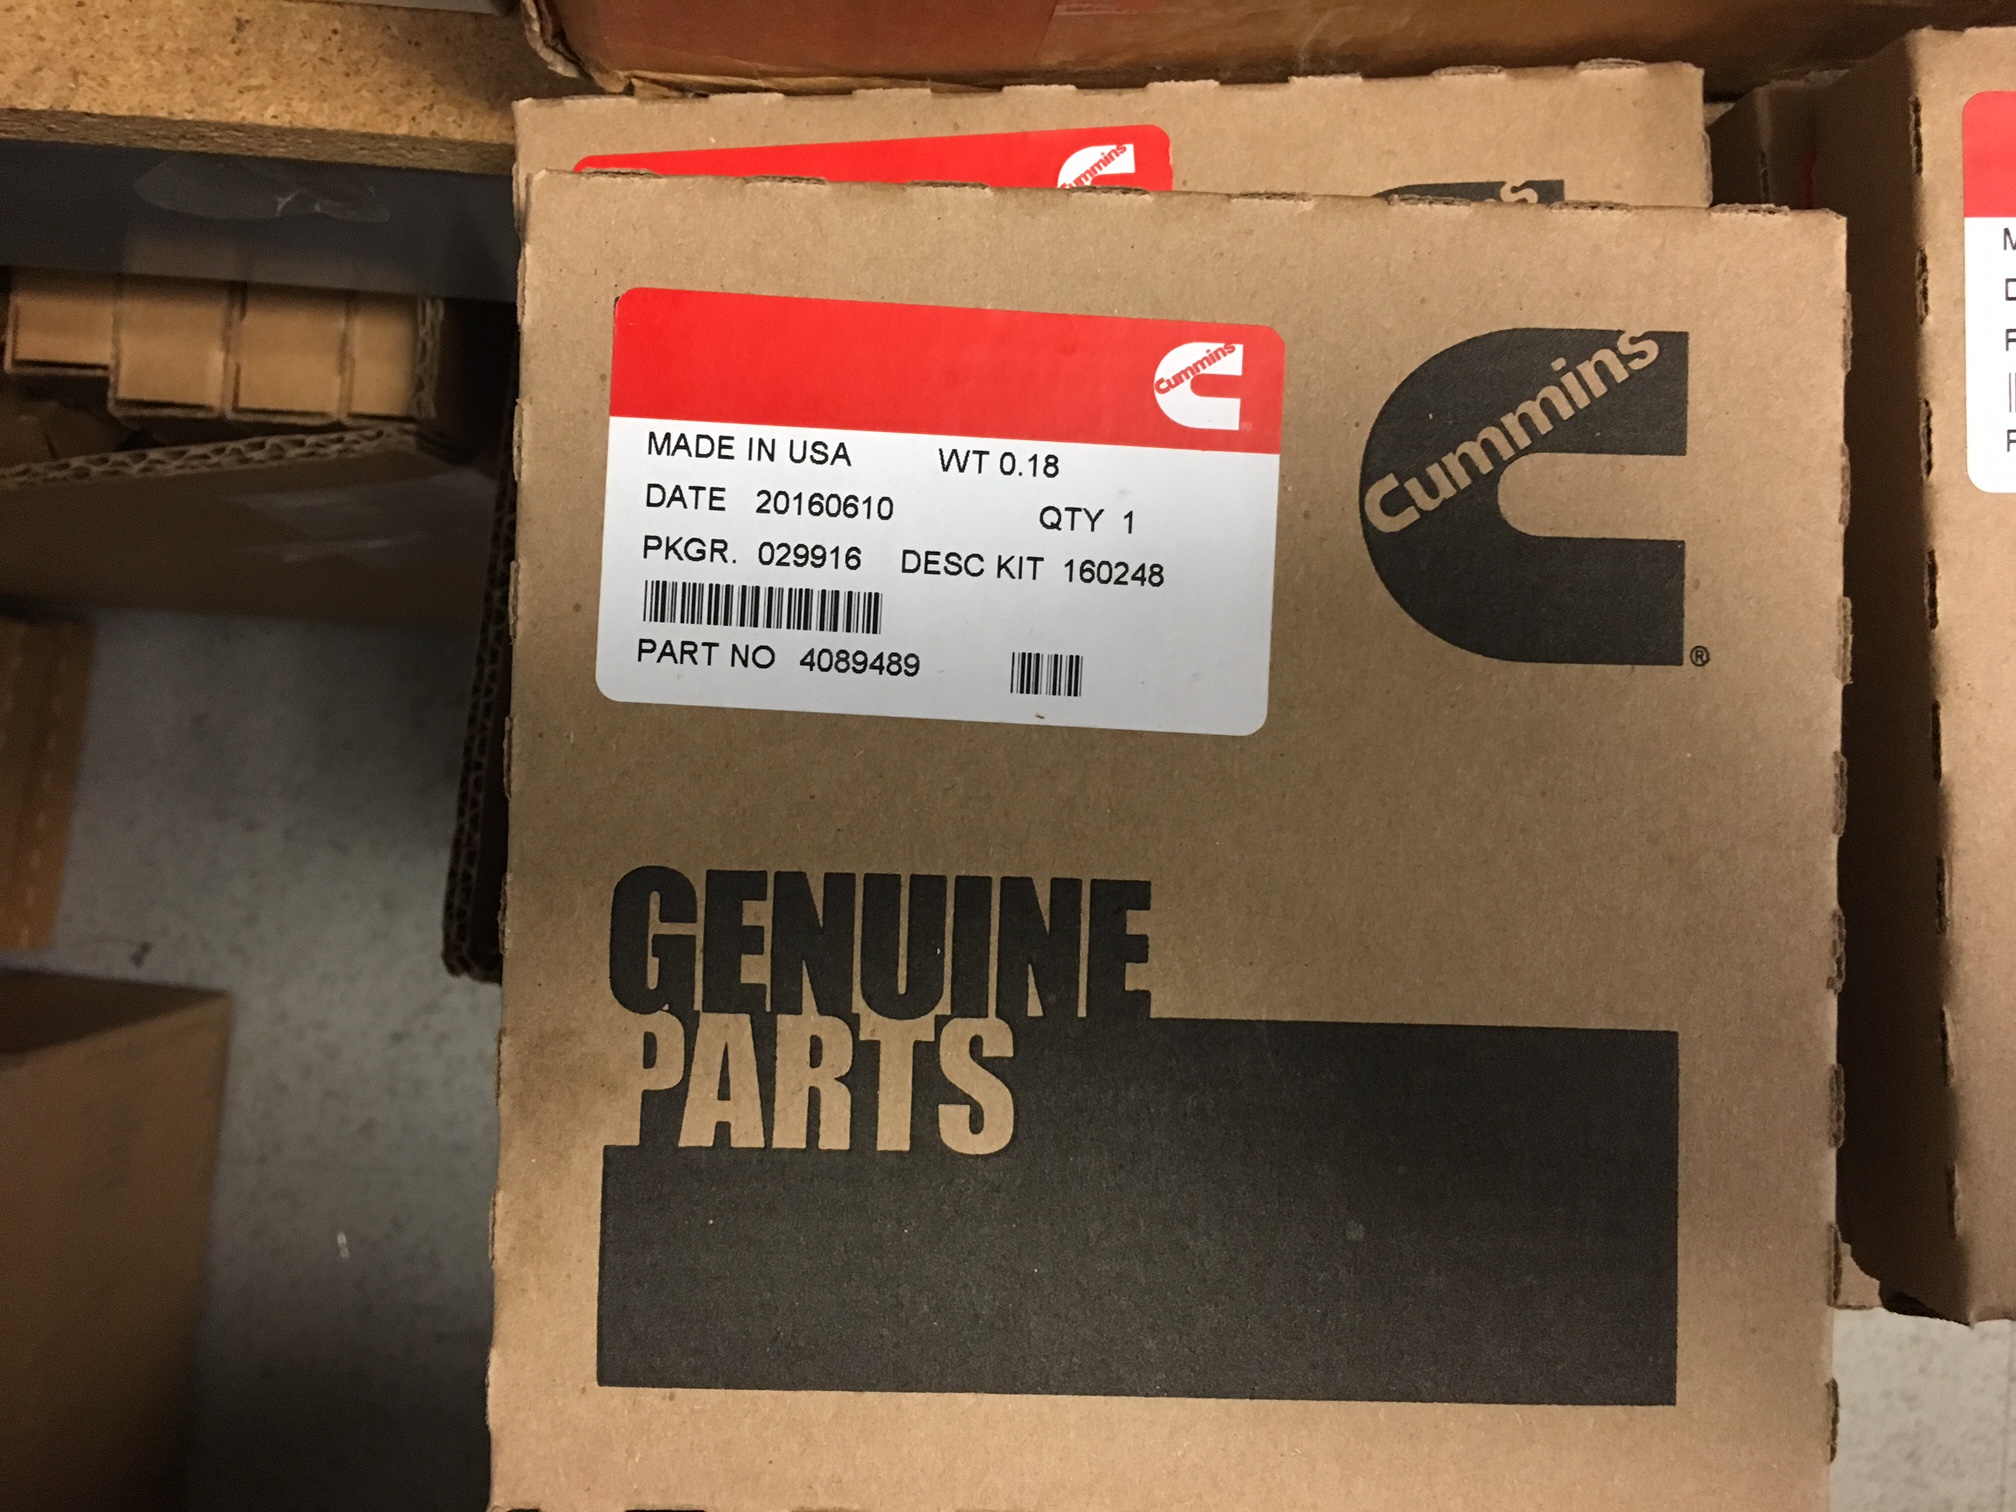 Cummins
Cummins
MADE IN USA WT 0.18
DATE 20160610 QTY 1
PKGR. 029916 DESC KIT 160248
PART NO 4089489
Cummins
®
GENUINE
PARTS